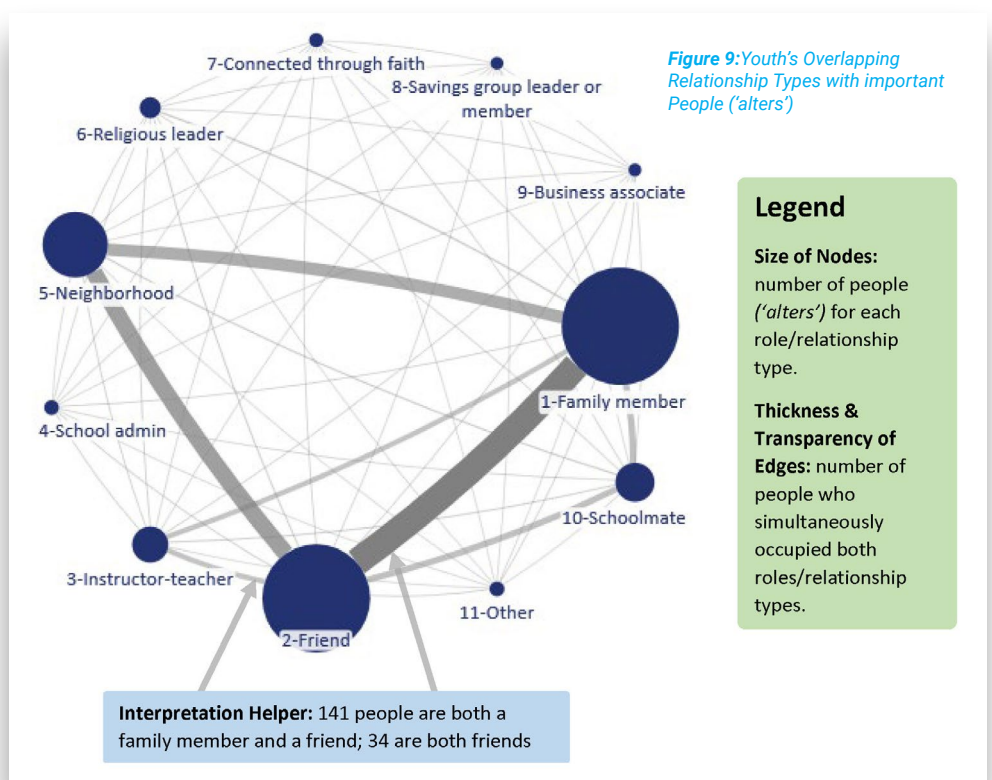 Figure 9:Youth's Overlapping
Relationship Types with important
People ('alters')
7-Connected through faith
8-Savings group leader or
member
6-Religious leader
9-Business associate
5-Neighborhood
1-Family member
4-School admin
10-Schoolmate
3-Instructor-teacher
11-Other
2-Friend
Legend
Size of Nodes:
number of people
('alters') for each
role/relationship
type.
Thickness &
Transparency of
Edges: number of
people who
simultaneously
occupied both
roles/relationship
types.
Interpretation Helper: 141 people are both a
family member and a friend; 34 are both friends